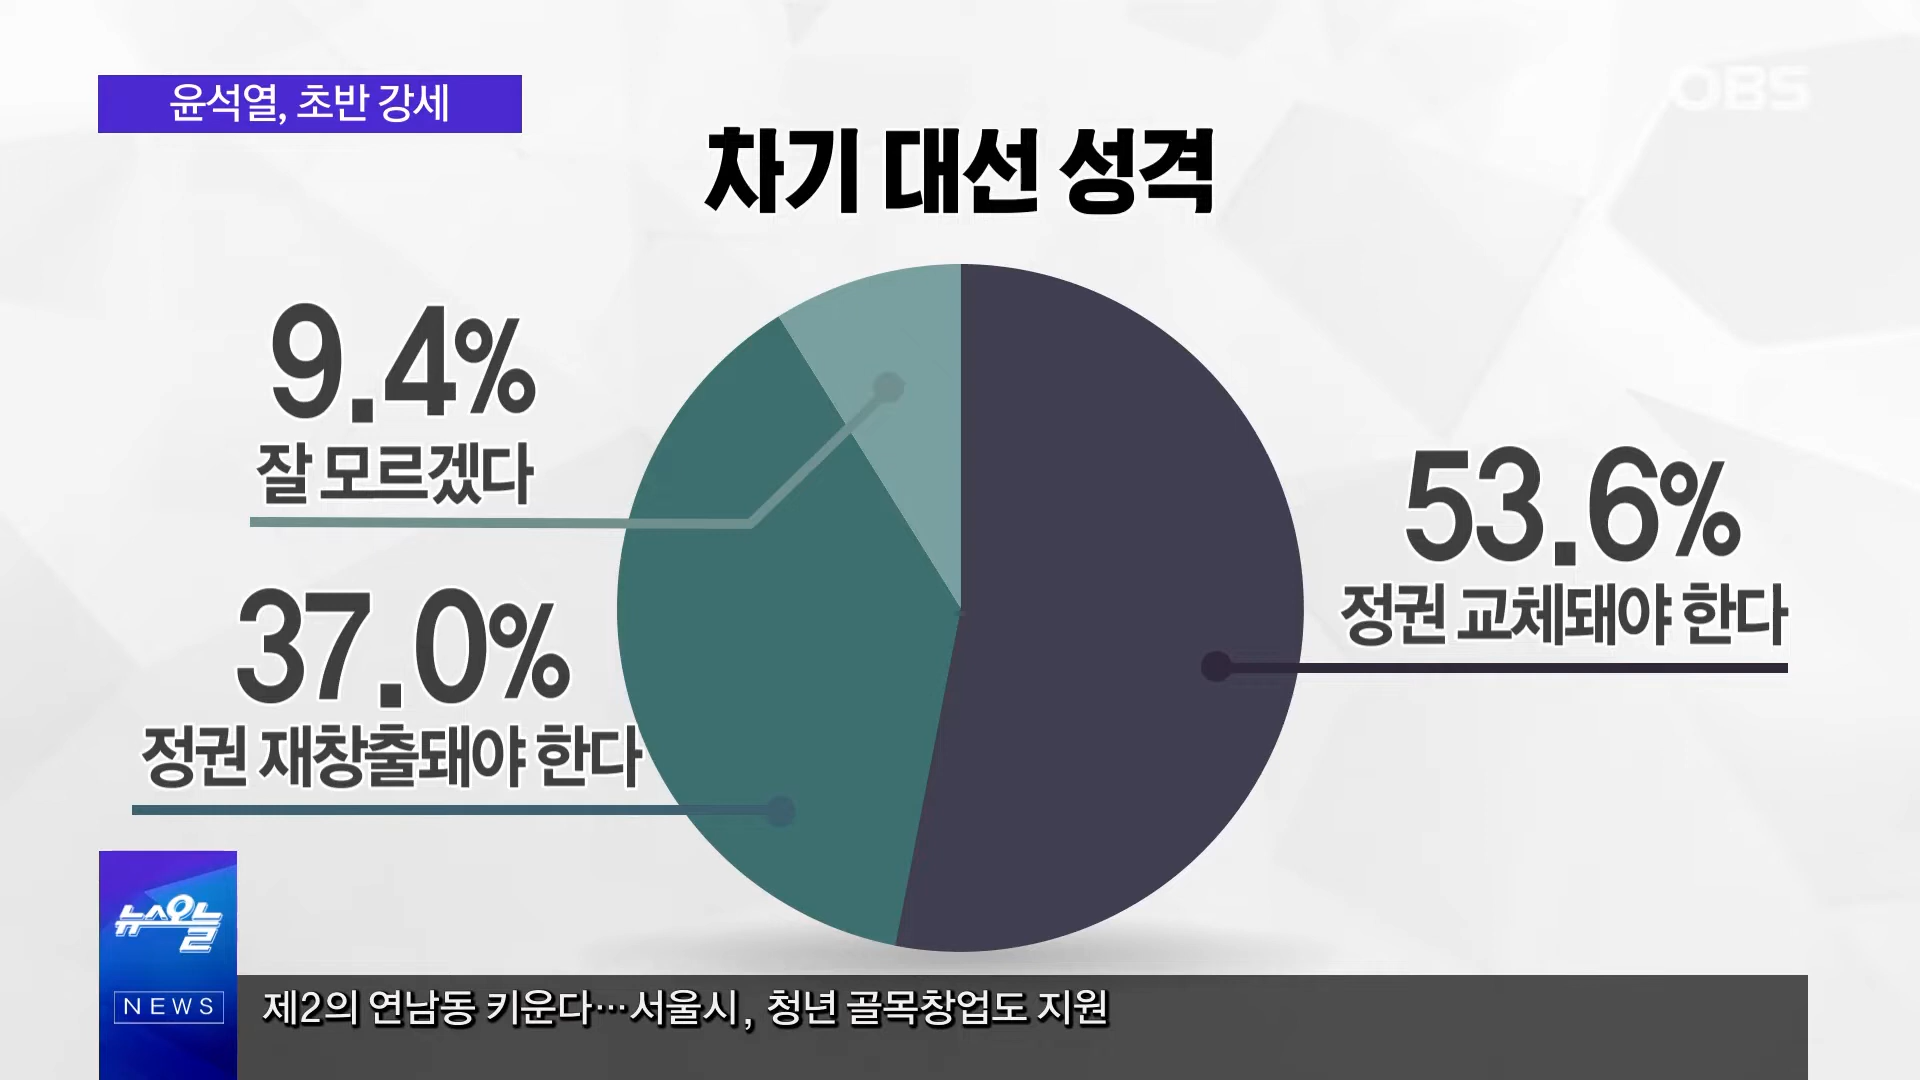 윤석열, 초반 강세
OBS
차기 대선 성격
9.4%
잘 모르겠다
53.6%
정권 교체돼야 한다
37.0%
정권 재창출돼야 한다
뉴스오늘
NEWS
제2의 연남동 키운다…서울시, 청년 골목창업도 지원